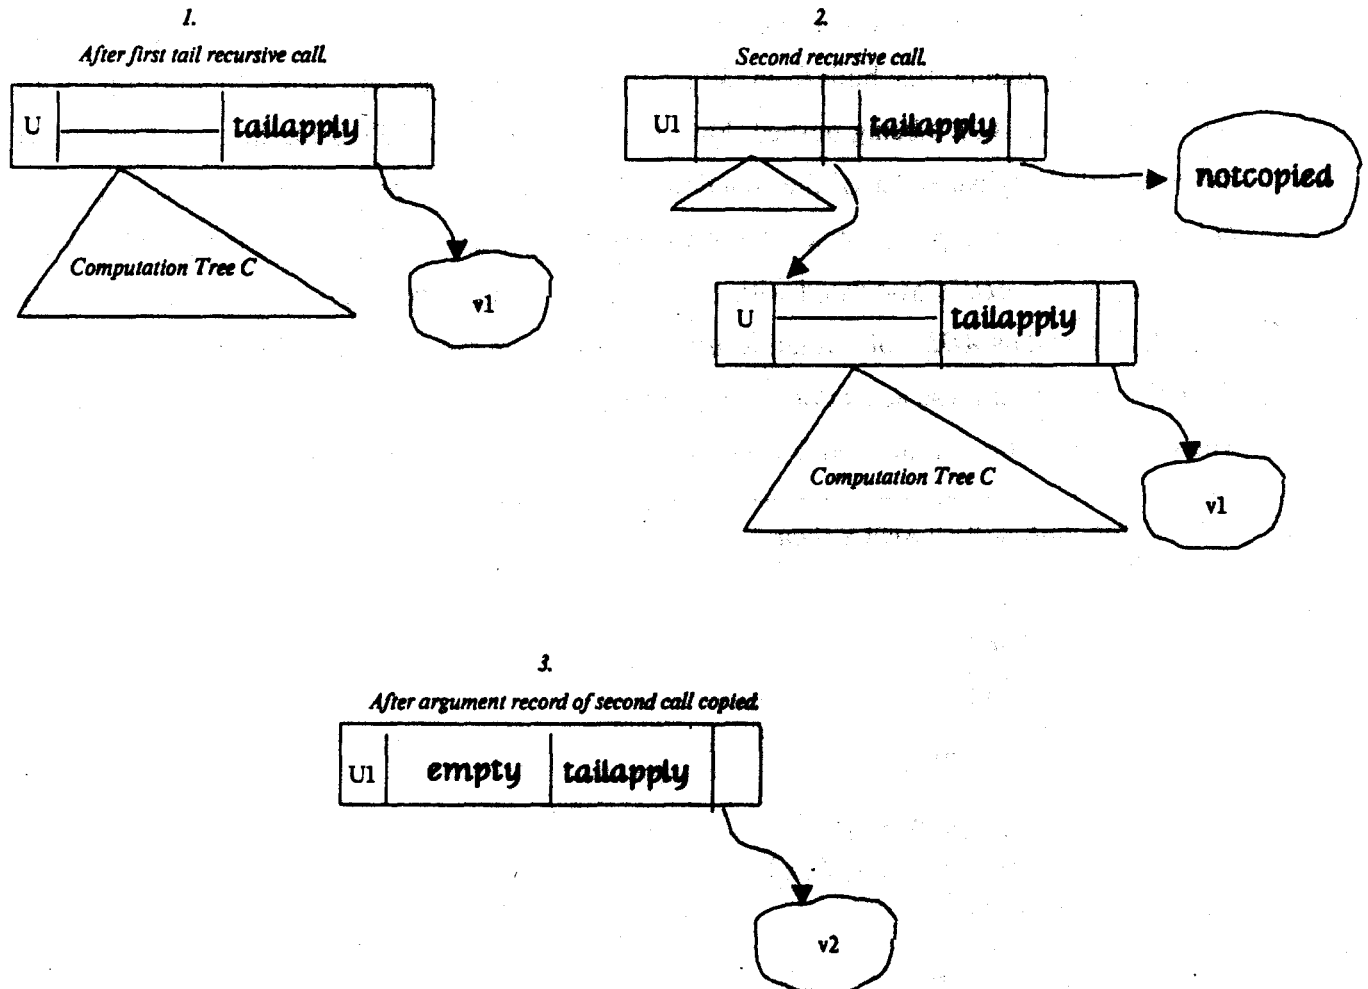 1.
After first tail recursive call.
U tailapply
Computation Tree C
v1
2.
Second recursive call.
U1 tailapply
notcopied
U tailapply
Computation Tree C
v1
3.
After argument record of second call copied.
U1 empty tailapply
v2